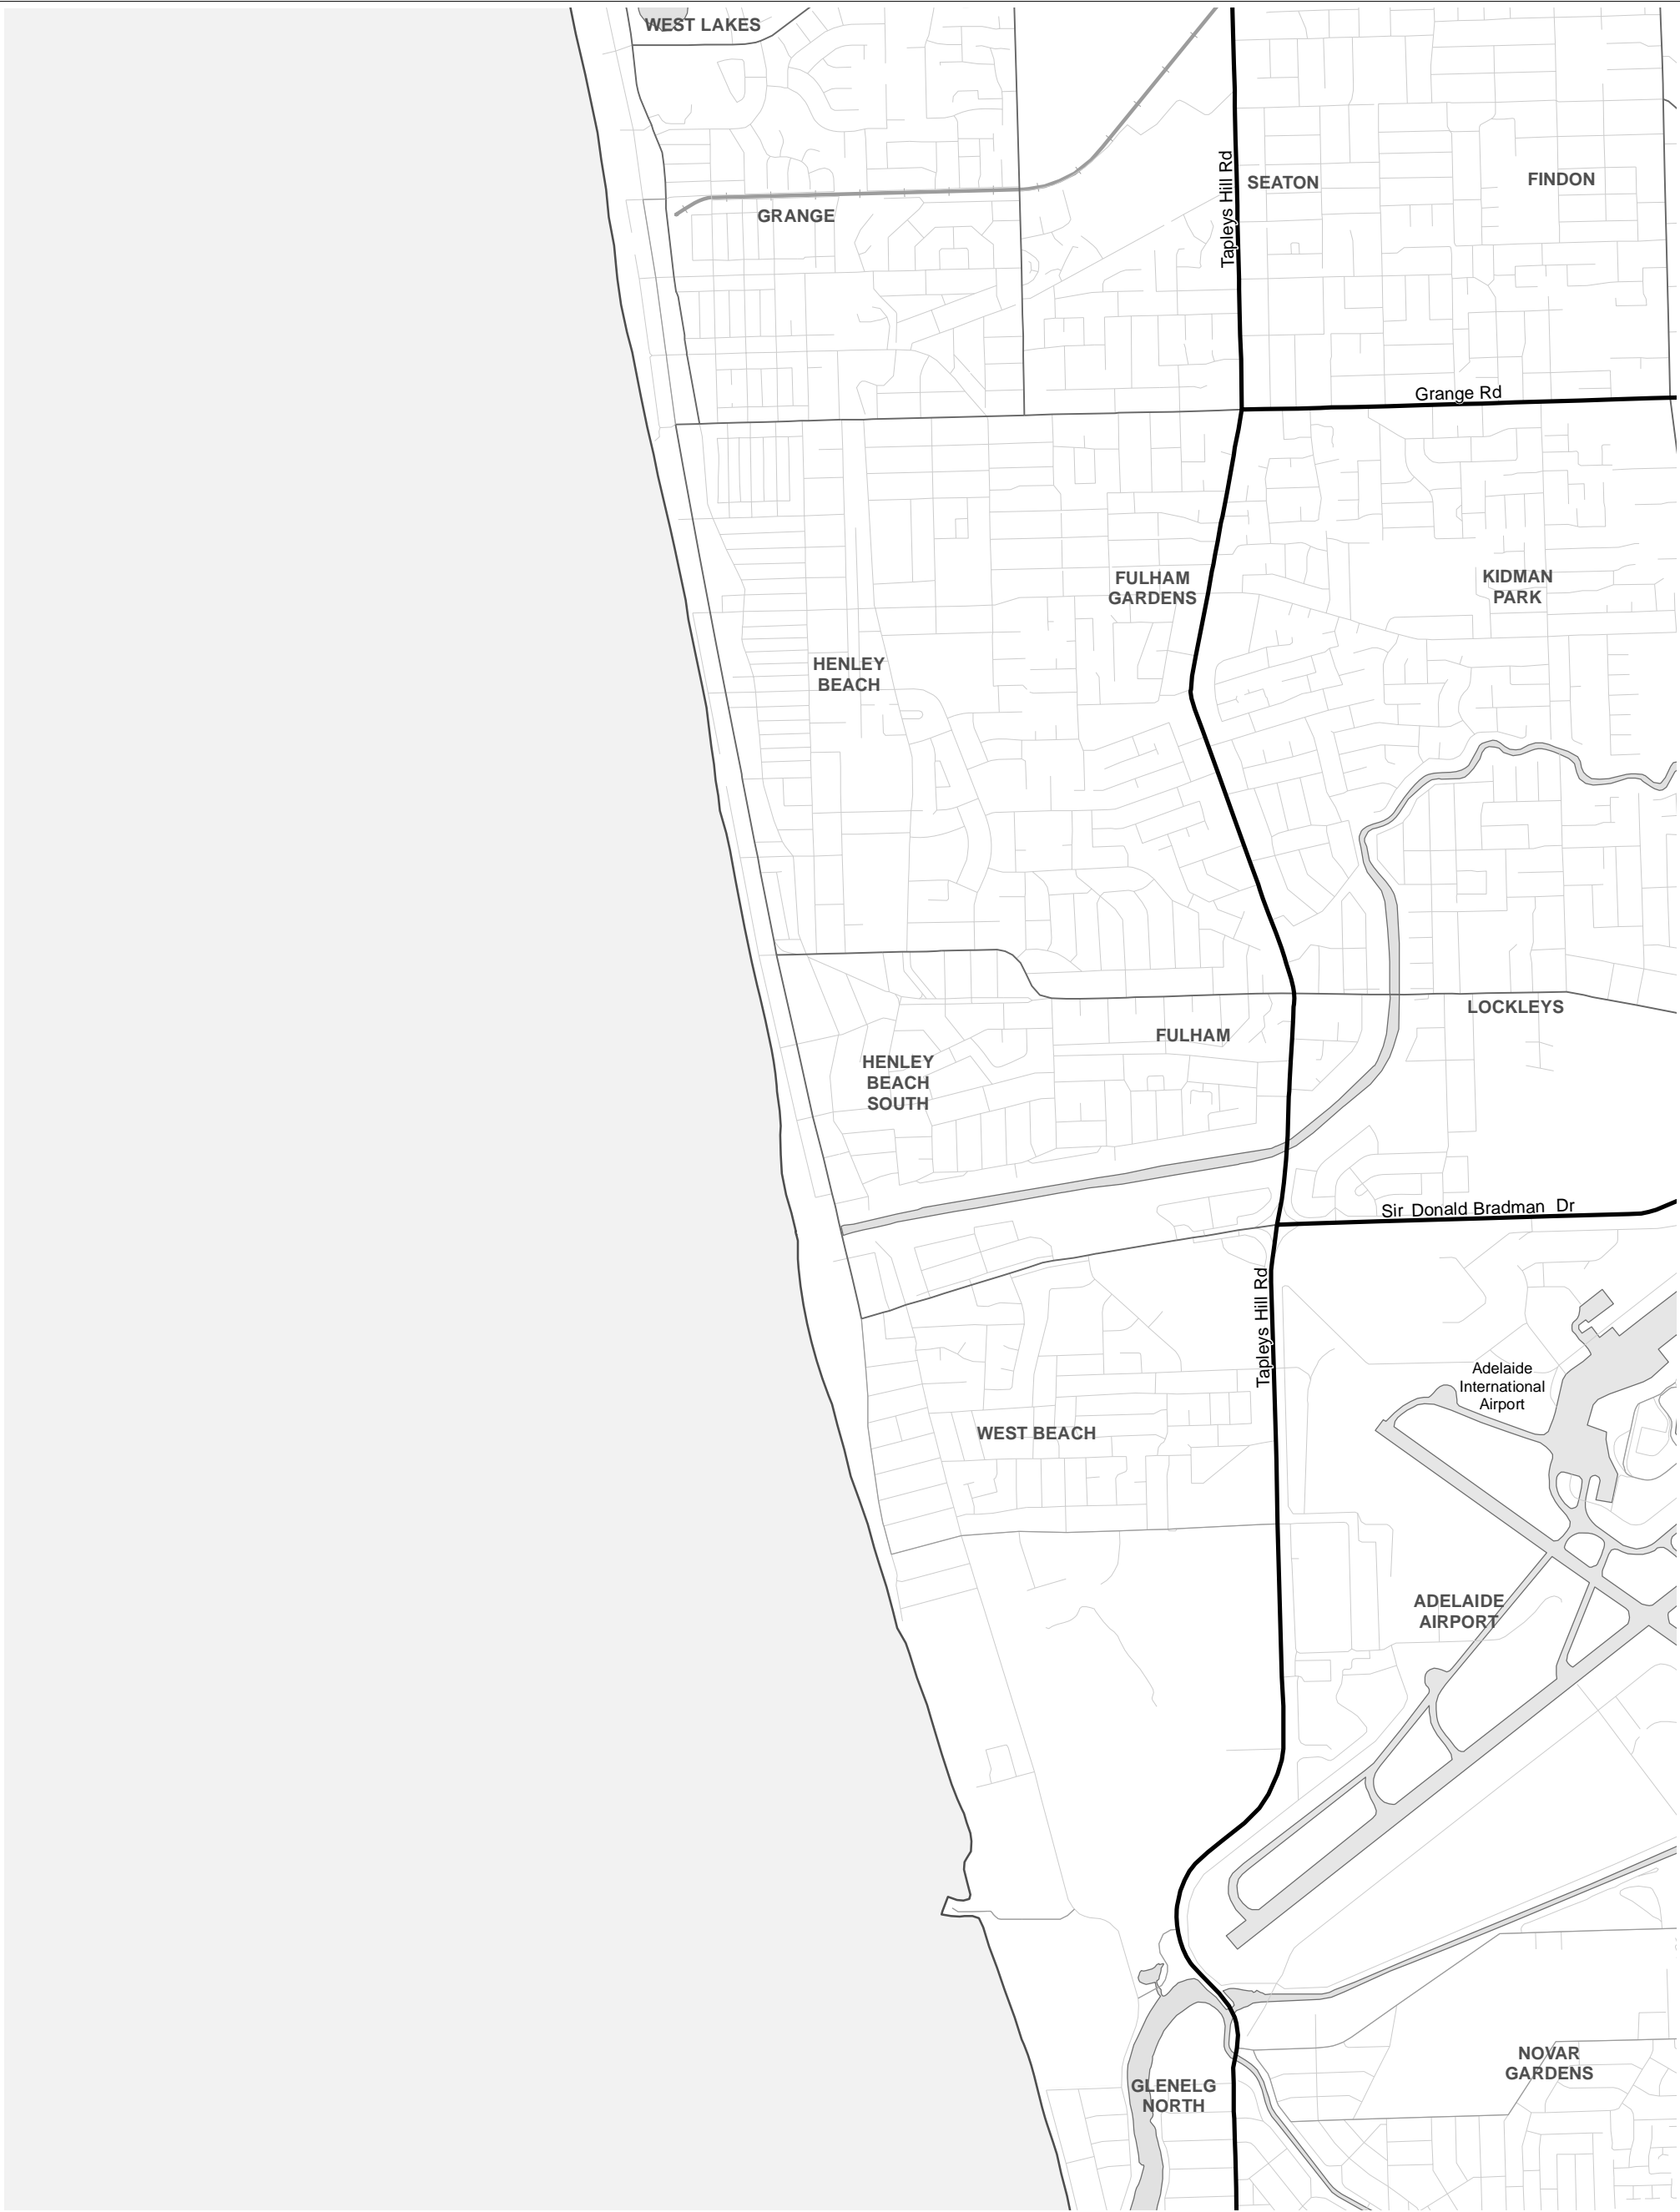 WEST LAKES
Tapleys Hill Rd
SEATON
FINDON
GRANGE
Grange Rd
FULHAM
GARDENS
KIDMAN
PARK
HENLEY
BEACH
LOCKLEYS
FULHAM
HENLEY
BEACH
SOUTH
Sir Donald Bradman Dr
Tapleys Hill Rd
Adelaide
International
Airport
WEST BEACH
ADELAIDE
AIRPORT
NOVAR
GARDENS
GLENELG
NORTH